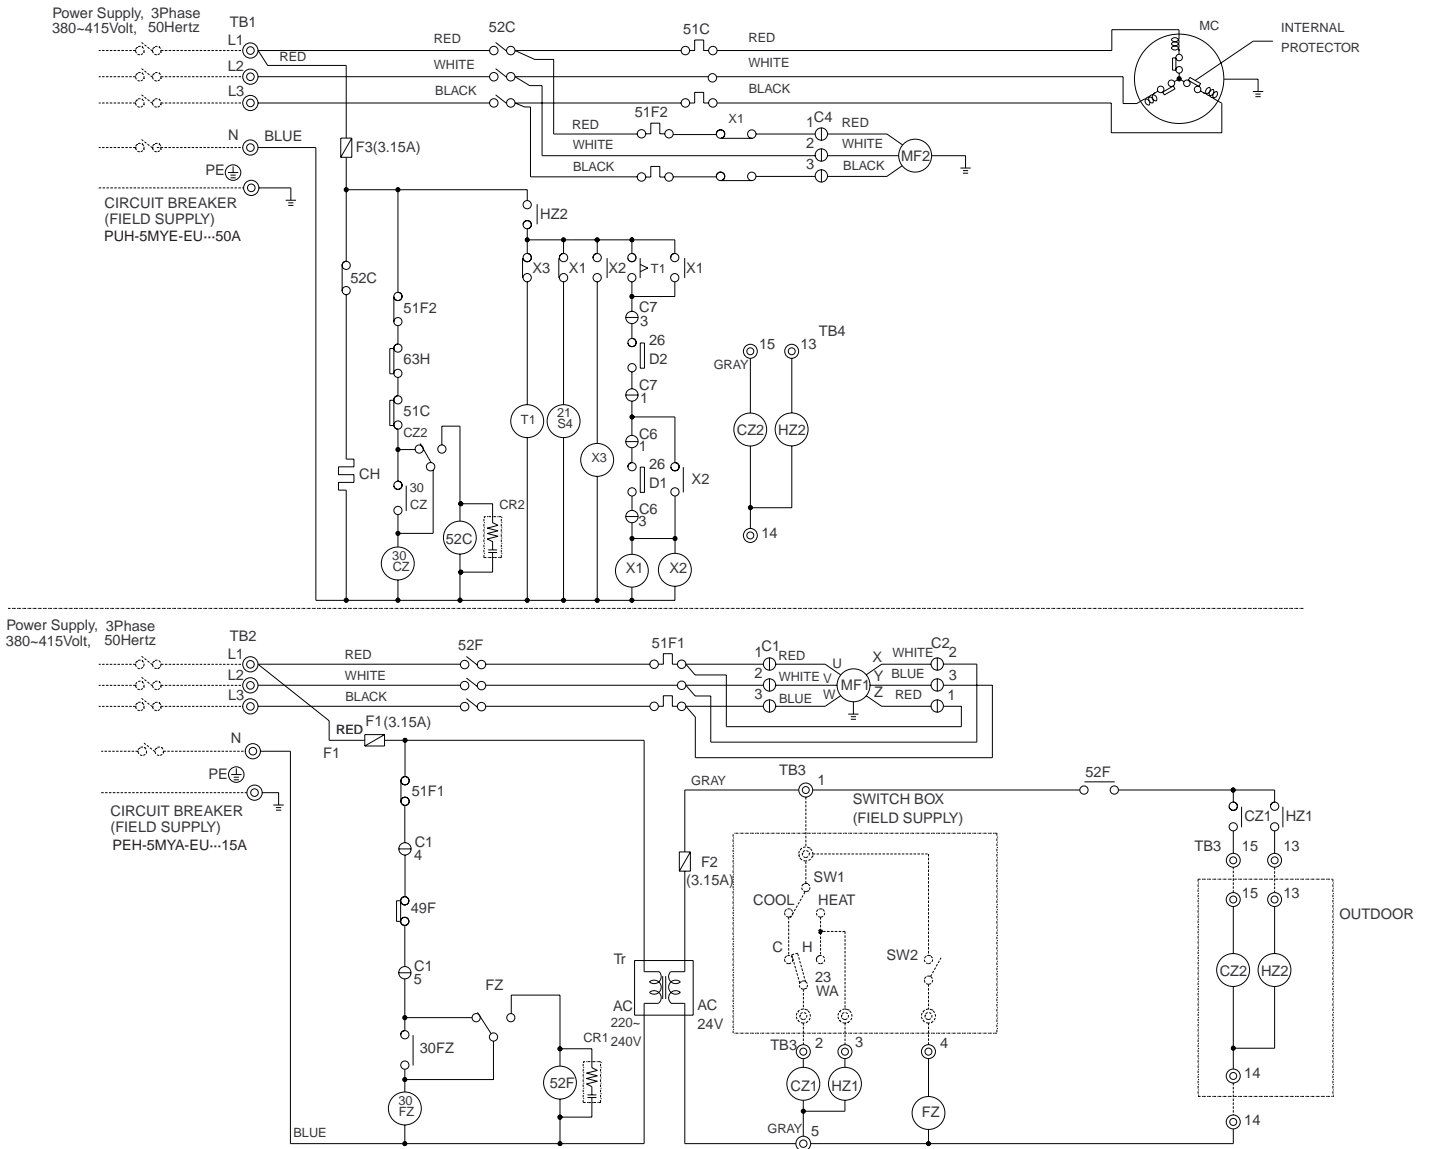 Power Supply, 3Phase
380~415Volt, 50Hertz
TB1
L1
RED
L2
L3
N
BLUE
PE
CIRCUIT BREAKER
(FIELD SUPPLY)
PUH-5MYE-EU···50A
RED
WHITE
BLACK
52C
51C
RED
WHITE
BLACK
MC
INTERNAL
PROTECTOR
51F2
X1
C4
RED
WHITE
BLACK
1
2
3
RED
WHITE
BLACK
MF2
F3(3.15A)
HZ2
52C
51F2
63H
51C
CZ2
30
CZ
CH
30
CZ
52C
CR2
X3
X1
X2
T1
X1
C7
3
26
D2
C7
1
C6
1
26
D1
C6
3
X2
T1
21
S4
X3
X1
X2
15
13
TB4
GRAY
CZ2
HZ2
14
Power Supply, 3Phase
380~415Volt, 50Hertz
TB2
L1
L2
L3
N
PE
CIRCUIT BREAKER
(FIELD SUPPLY)
PEH-5MYA-EU···15A
RED
WHITE
BLACK
52F
51F1
C1
1
2
3
RED
WHITE
BLUE
U
V
W
MF1
X
Y
Z
WHITE
BLUE
RED
C2
2
3
1
RED
F1(3.15A)
F1
51F1
C1
4
49F
C1
5
FZ
30FZ
30
FZ
52F
CR1
BLUE
Tr
AC
220~
240V
AC
24V
GRAY
F2
(3.15A)
TB3
1
SWITCH BOX
(FIELD SUPPLY)
SW1
COOL
HEAT
C
H
23
WA
SW2
TB3
2
3
4
CZ1
HZ1
FZ
GRAY
5
52F
CZ1
HZ1
TB3
15
13
15
13
OUTDOOR
CZ2
HZ2
14
14